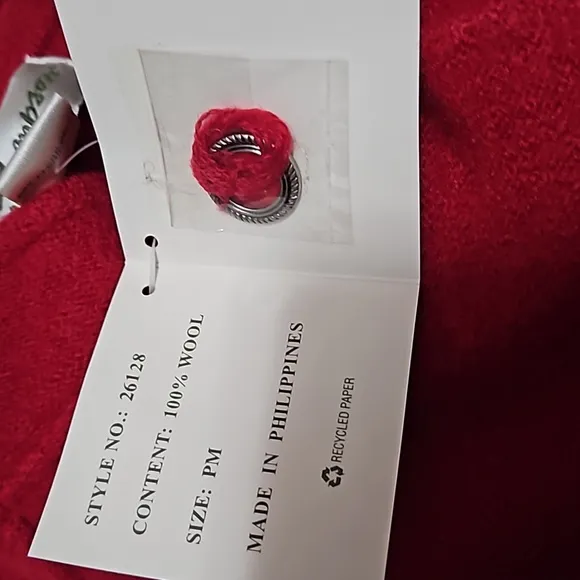 STYLE NO.: 26128
CONTENT: 100% WOOL
SIZE: PM
MADE IN PHILIPPINES
RECYCLED PAPER